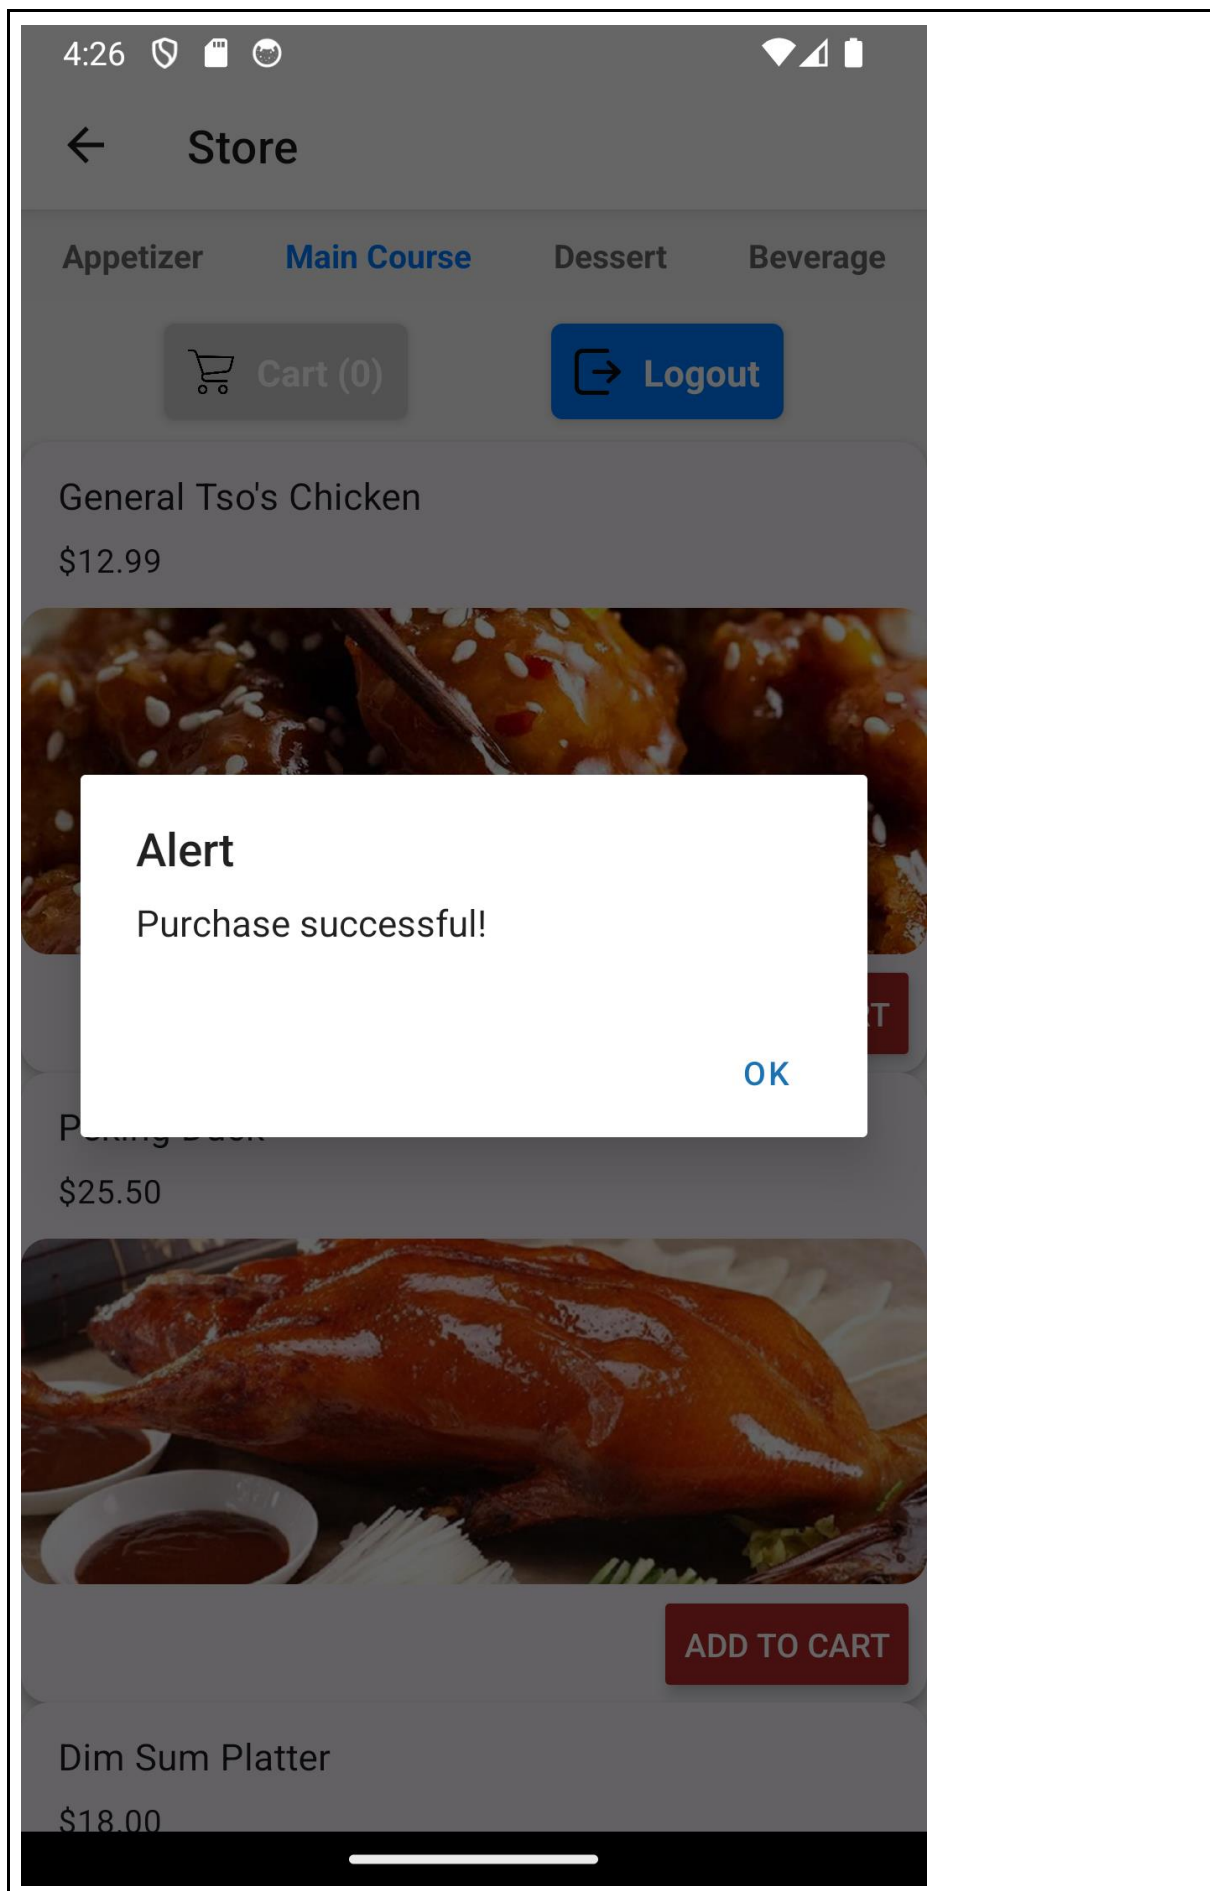 4:26
Store
Appetizer Main Course Dessert Beverage
Cart (0) Logout
General Tso's Chicken
$12.99
Alert
Purchase successful!
OK
$25.50
ADD TO CART
Dim Sum Platter
$18.00